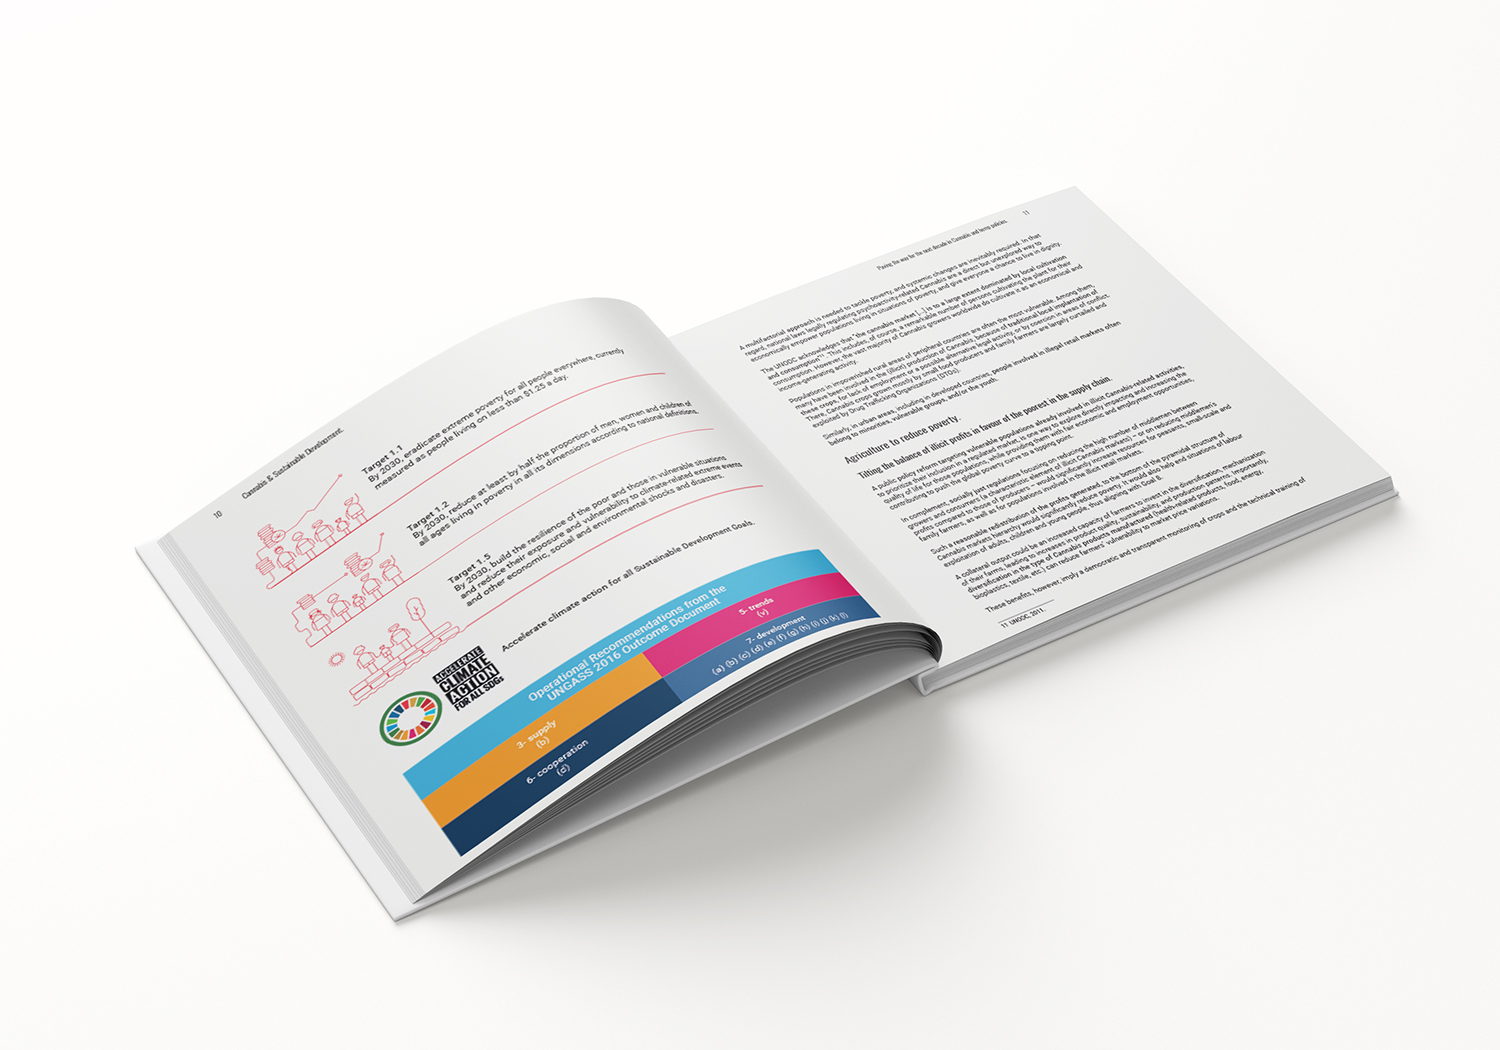 10
Cannabis & Sustainable Development.
Target 1.1
By 2030, eradicate extreme poverty for all people everywhere, currently
measured as people living on less than $1.25 a day.
Target 1.2
By 2030, reduce at least by half the proportion of men, women and children of
all ages living in poverty in all its dimensions according to national definitions.
Target 1.5
By 2030, build the resilience of the poor and those in vulnerable situations
and reduce their exposure and vulnerability to climate-related extreme events
and other economic, social and environmental shocks and disasters.
ACCELERATE
CLIMATE
ACTION
FOR ALL SDGs
Accelerate climate action for all Sustainable Development Goals.
Operational Recommendations from the
UNGASS 2016 Outcome Document
3- supply
(b)
5- trends
(v)
6- cooperation
(d)
7- development
(a) (b) (c) (d) (e) (f) (g) (h) (i) (j) (k) (l)
Paving the way for the next decade in Cannabis and hemp policies.
11
A multifactorial approach is needed to tackle poverty, and systemic changes are inevitably required. In that
regard, national laws legally regulating psychoactivity-related Cannabis are a direct but unexplored way to
economically empower populations living in situations of poverty, and give everyone a chance to live in dignity.
The UNODC acknowledges that "the cannabis market [...] is to a large extent dominated by local cultivation
and consumption"11. This includes, of course, a remarkable number of persons cultivating the plant for their
consumption. However, the vast majority of Cannabis growers worldwide do cultivate it as an economical and
income-generating activity.
Populations in impoverished rural areas of peripheral countries are often the most vulnerable. Among them,
many have been involved in the (illicit) production of Cannabis, because of traditional local implantation of
these crops, for lack of employment or a possible alternative legal activity, or by coercion in areas of conflict.
There, Cannabis crops grown mostly by small food producers and family farmers are largely curtailed and
exploited by Drug Trafficking Organizations (DTOs).
Similarly, in urban areas, including in developed countries, people involved in illegal retail markets often
belong to minorities, vulnerable groups, and/or the youth.
Agriculture to reduce poverty.
Tilting the balance of illicit profits in favour of the poorest in the supply chain.
A public policy reform targeting vulnerable populations already involved in illicit Cannabis-related activities,
to prioritize their inclusion in a regulated market, is one way to explore directly impacting and increasing the
quality of life for those populations, while providing them with fair economic and employment opportunities,
contributing to push the global poverty curve to a tipping point.
In complement, socially just regulations focusing on reducing the high number of middlemen between
growers and consumers (a characteristic element of illicit Cannabis markets) – or on reducing middlemen's
profits compared to those of producers – would significantly increase resources for peasants, small-scale and
family farmers, as well as for populations involved in the illicit retail markets.
Such a reasonable redistribution of the profits generated, to the bottom of the pyramidal structure of
Cannabis markets hierarchy would significantly reduce poverty. It would also help end situations of labour
exploitation of adults, children and young people, thus aligning with Goal 8.
A collateral output could be an increased capacity of farmers to invest in the diversification, mechanization
of their farms, leading to increases in product quality, sustainability, and production patterns. Importantly,
diversification in the type of Cannabis products manufactured (health-related products, food, energy,
bioplastics, textile, etc.) can reduce farmers' vulnerability to market price variations.
These benefits, however, imply a democratic and transparent monitoring of crops and the technical training of
11 UNODC, 2011.